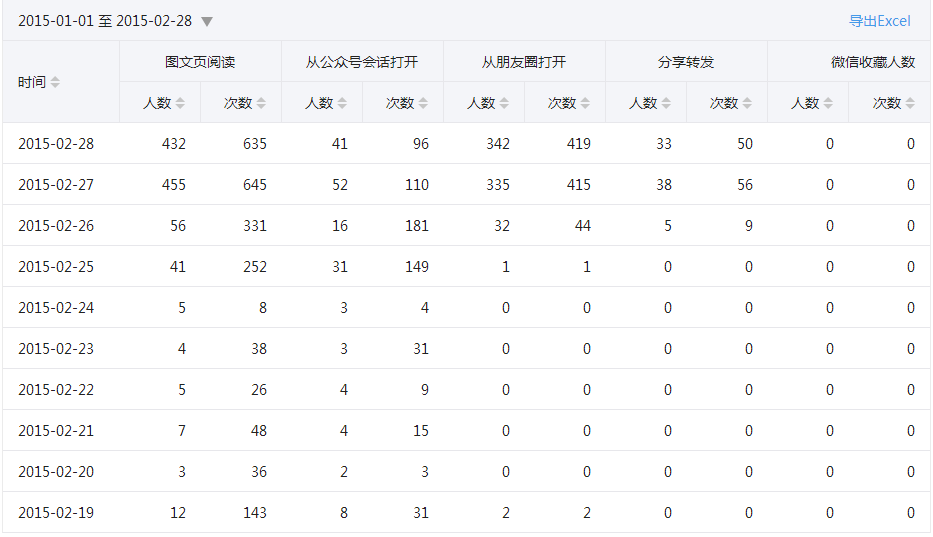 2015-01-01 至 2015-02-28 导出Excel
时间 图文页阅读 从公众号会话打开 从朋友圈打开 分享转发 微信收藏人数
人数 次数 人数 次数 人数 次数 人数 次数 人数 次数
2015-02-28 432 635 41 96 342 419 33 50 0 0
2015-02-27 455 645 52 110 335 415 38 56 0 0
2015-02-26 56 331 16 181 32 44 5 9 0 0
2015-02-25 41 252 31 149 1 1 0 0 0 0
2015-02-24 5 8 3 4 0 0 0 0 0 0
2015-02-23 4 38 3 31 0 0 0 0 0 0
2015-02-22 5 26 4 9 0 0 0 0 0 0
2015-02-21 7 48 4 15 0 0 0 0 0 0
2015-02-20 3 36 2 3 0 0 0 0 0 0
2015-02-19 12 143 8 31 2 2 0 0 0 0